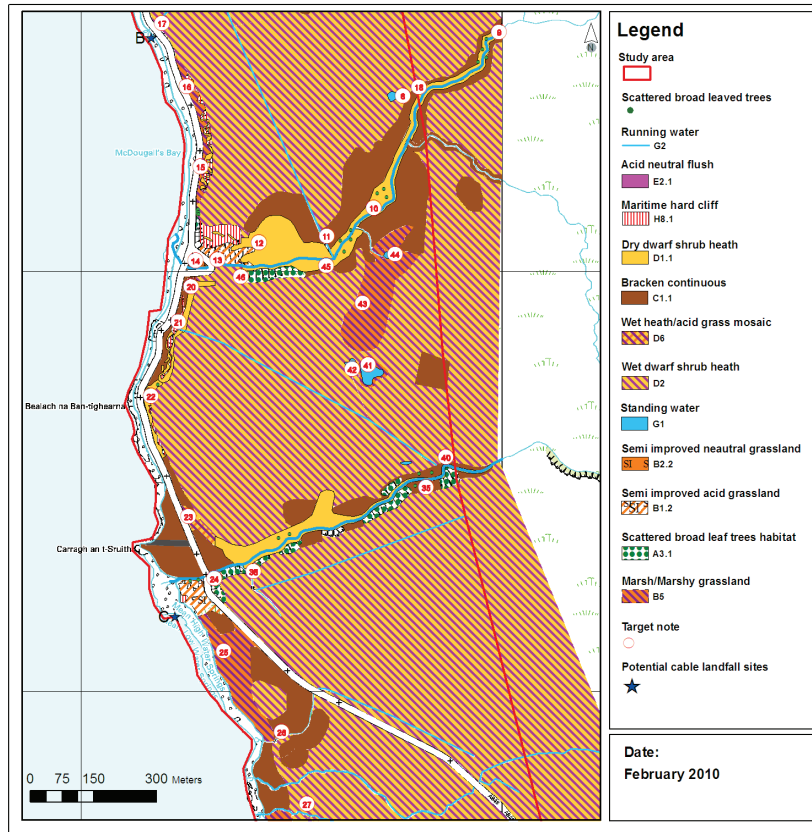 17
B
9
16
6
18
McDougall's Bay
15
10
12
11
14
13
45
44
46
20
43
21
42
41
22
Bealach na Ban-tighearna
40
35
23
Carragh an t-Sruith
24
36
SI
C
25
26
27
0 75 150 300 Meters
N
Legend
Study area
Scattered broad leaved trees
Running water
G2
Acid neutral flush
E2.1
Maritime hard cliff
H8.1
Dry dwarf shrub heath
D1.1
Bracken continuous
C1.1
Wet heath/acid grass mosaic
D6
Wet dwarf shrub heath
D2
Standing water
G1
Semi improved neautral grassland
SI S B2.2
Semi improved acid grassland
SI B1.2
Scattered broad leaf trees habitat
A3.1
Marsh/Marshy grassland
B5
Target note
Potential cable landfall sites
Date:
February 2010